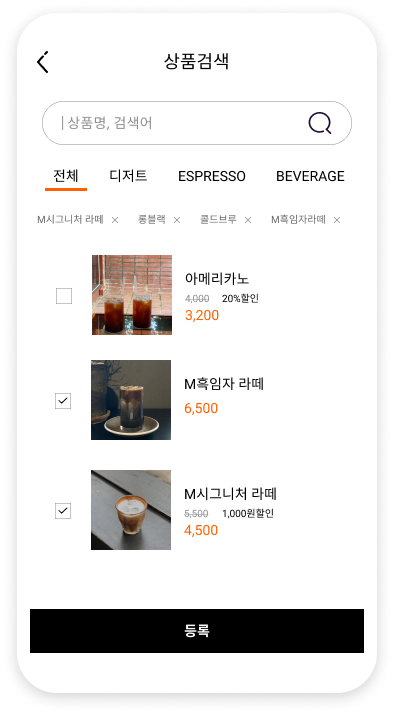 상품검색
상품명, 검색어
전체 디저트 ESPRESSO BEVERAGE
M시그니처 라떼 롱블랙 콜드브루 M흑임자라떼
아메리카노
4,000 20%할인
3,200
M흑임자 라떼
6,500
M시그니처 라떼
5,500 1,000원할인
4,500
등록